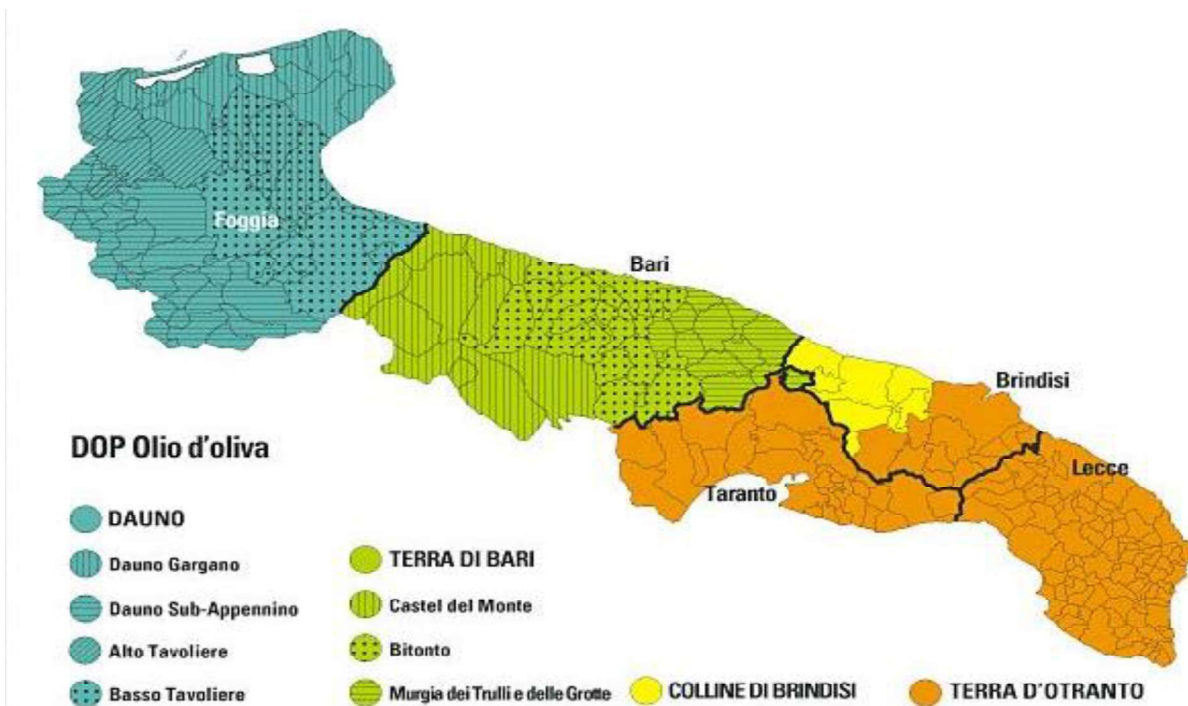 Foggia
Bari
Brindisi
Lecce
Taranto
DOP Olio d'oliva
DAUNO
Dauno Gargano
Dauno Sub-Appennino
Alto Tavoliere
Basso Tavoliere
TERRA DI BARI
Castel del Monte
Bitonto
Murgia dei Trulli e delle Grotte
COLLINE DI BRINDISI
TERRA D'OTRANTO